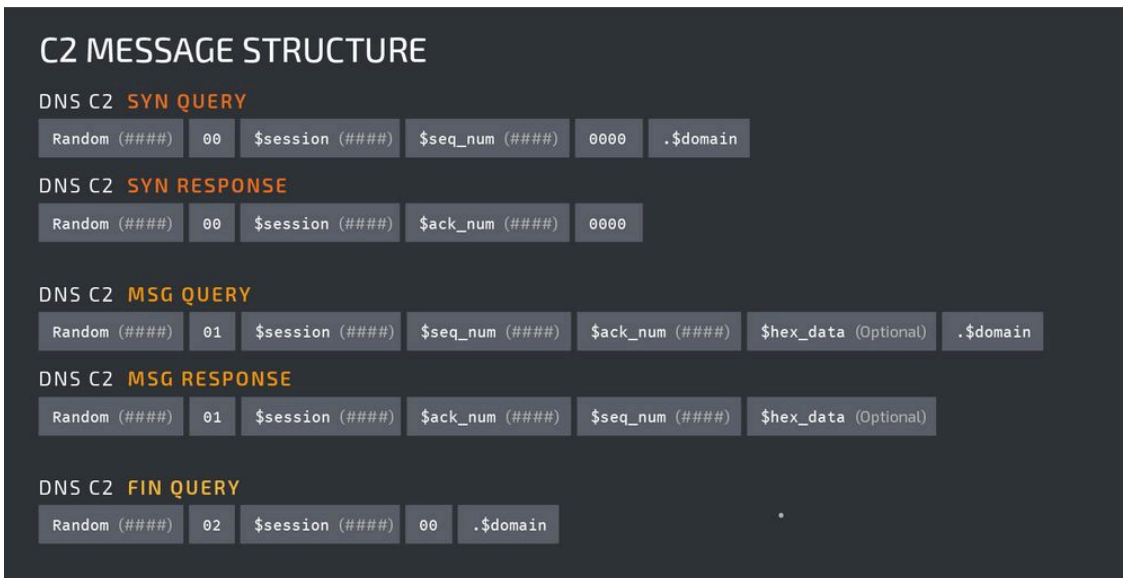 C2 MESSAGE STRUCTURE
DNS C2 SYN QUERY
Random (####) 00 $session (####) $seq_num (####) 0000 .$domain
DNS C2 SYN RESPONSE
Random (####) 00 $session (####) $ack_num (####) 0000
DNS C2 MSG QUERY
Random (####) 01 $session (####) $seq_num (####) $ack_num (####) $hex_data (Optional) .$domain
DNS C2 MSG RESPONSE
Random (####) 01 $session (####) $ack_num (####) $seq_num (####) $hex_data (Optional)
DNS C2 FIN QUERY
Random (####) 02 $session (####) 00 .$domain